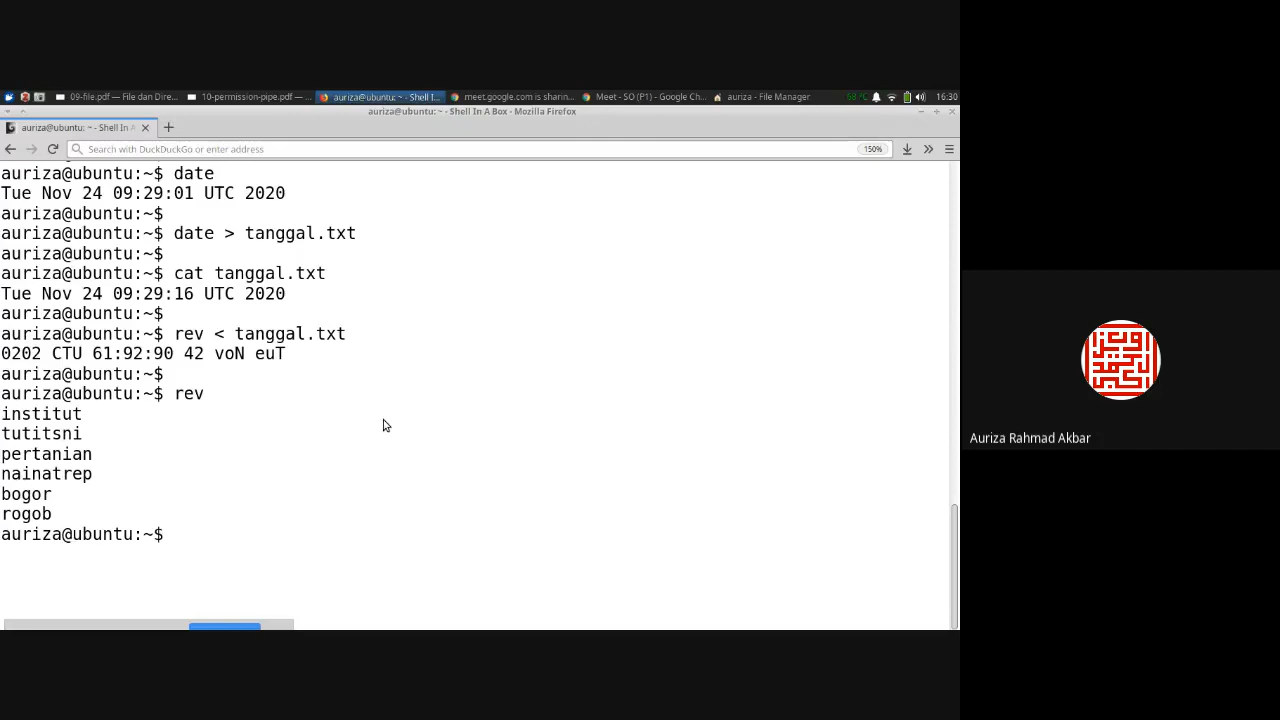 09-file.pdf — File dan Dire...
10-permission-pipe.pdf — ...
auriza@ubuntu: ~ - Shell I...
meet.google.com is sharin...
Meet - SO (P1) - Google Ch...
auriza - File Manager
58°C
16:30
auriza@ubuntu: ~ - Shell In A Box - Mozilla Firefox
auriza@ubuntu: ~ - Shell In A
Search with DuckDuckGo or enter address
150%
auriza@ubuntu:~$ date
Tue Nov 24 09:29:01 UTC 2020
auriza@ubuntu:~$
auriza@ubuntu:~$ date > tanggal.txt
auriza@ubuntu:~$
auriza@ubuntu:~$ cat tanggal.txt
Tue Nov 24 09:29:16 UTC 2020
auriza@ubuntu:~$
auriza@ubuntu:~$ rev < tanggal.txt
0202 CTU 61:92:90 42 voN euT
auriza@ubuntu:~$
auriza@ubuntu:~$ rev
institut
tutitsni
pertanian
nainatrep
bogor
rogob
auriza@ubuntu:~$
Auriza Rahmad Akbar